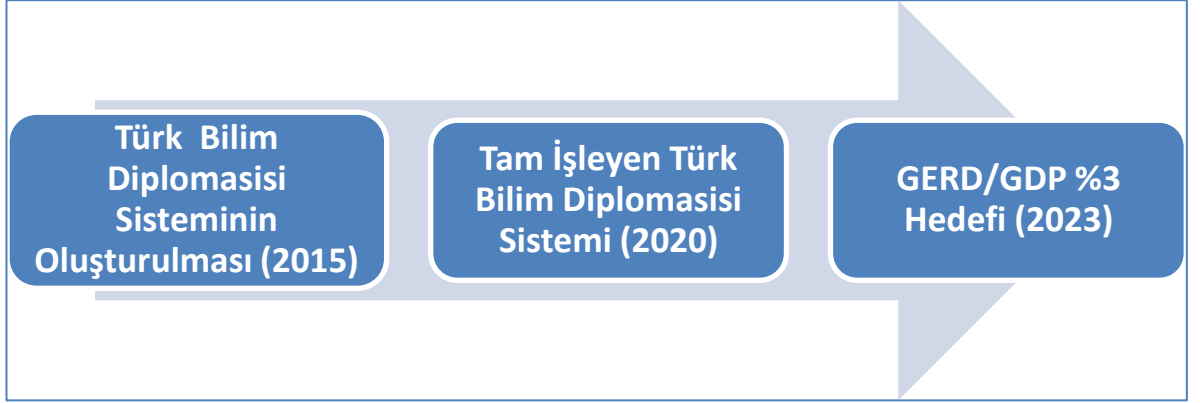 Türk Bilim
Diplomasisi
Sisteminin
Oluşturulması (2015)
Tam İşleyen Türk
Bilim Diplomasisi
Sistemi (2020)
GERD/GDP %3
Hedefi (2023)